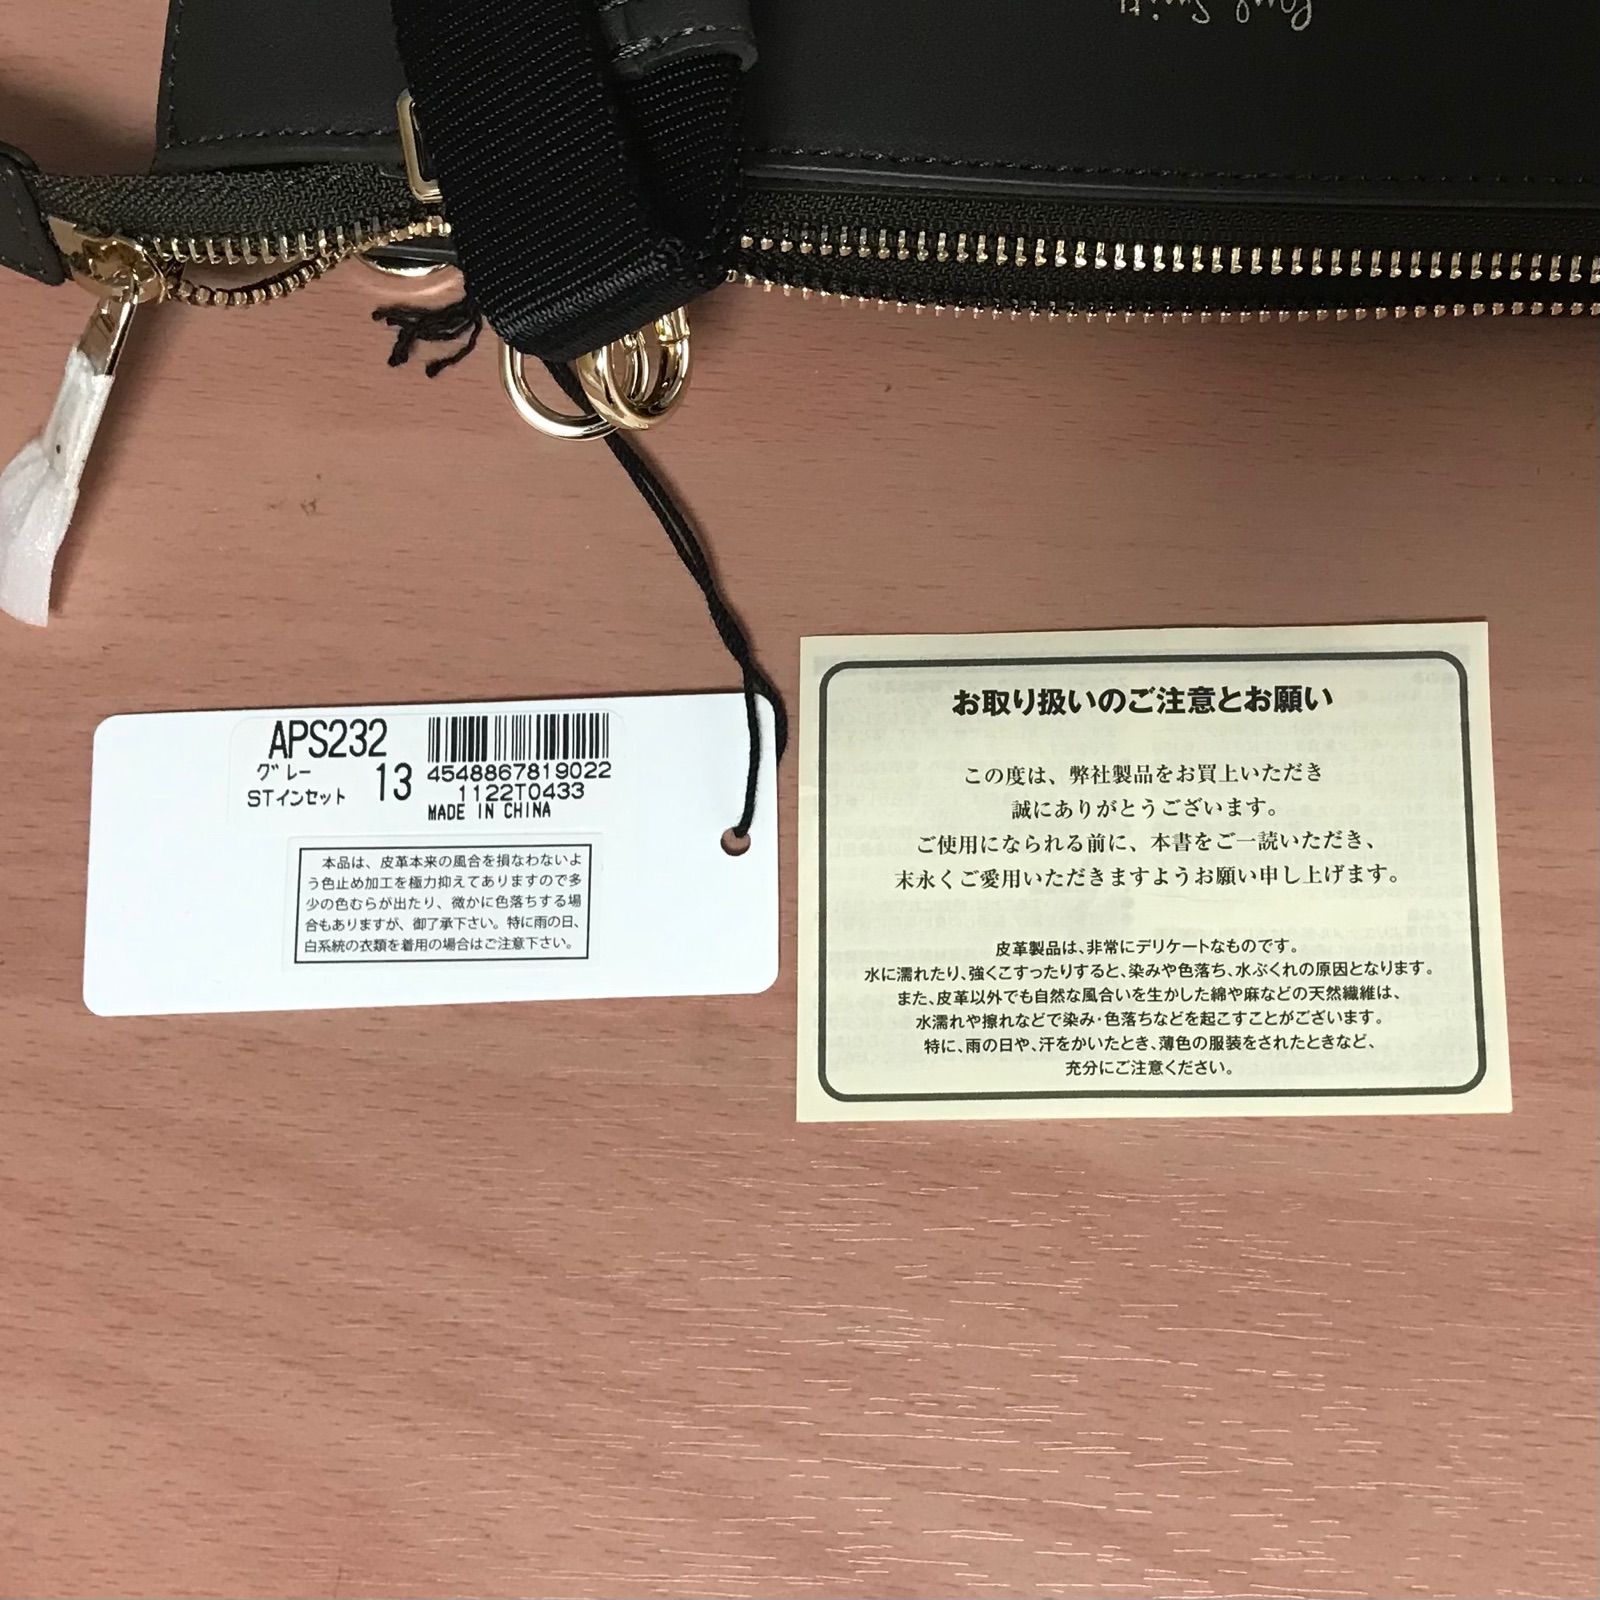 Paul Smith
APS232
グレー
13
STインセット
4548867819022
1122T0433
MADE IN CHINA
本品は、皮革本来の風合を損なわないよ
う色止め加工を極力抑えてありますので多
少の色むらが出たり、微かに色落ちする場
合もありますが、御了承下さい。特に雨の日、
白系統の衣類を着用の場合はご注意下さい。
お取り扱いのご注意とお願い
この度は、弊社製品をお買上いただき
誠にありがとうございます。
ご使用になられる前に、本書をご一読いただき、
末永くご愛用いただきますようお願い申し上げます。
皮革製品は、非常にデリケートなものです。
水に濡れたり、強くこすったりすると、染みや色落ち、水ぶくれの原因となります。
また、皮革以外でも自然な風合いを生かした綿や麻などの天然繊維は、
水濡れや擦れなどで染み・色落ちなどを起こすことがございます。
特に、雨の日や、汗をかいたとき、薄色の服装をされたときなど、
充分にご注意ください。